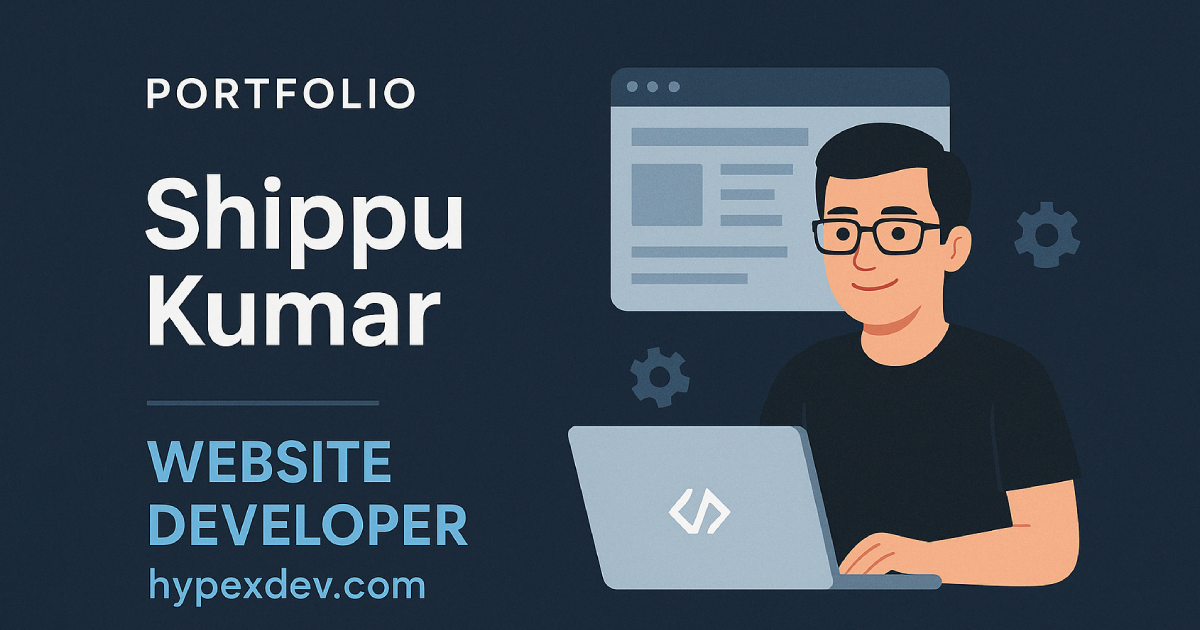 PORTFOLIO
Shippu
Kumar
WEBSITE
DEVELOPER
hypexdev.com